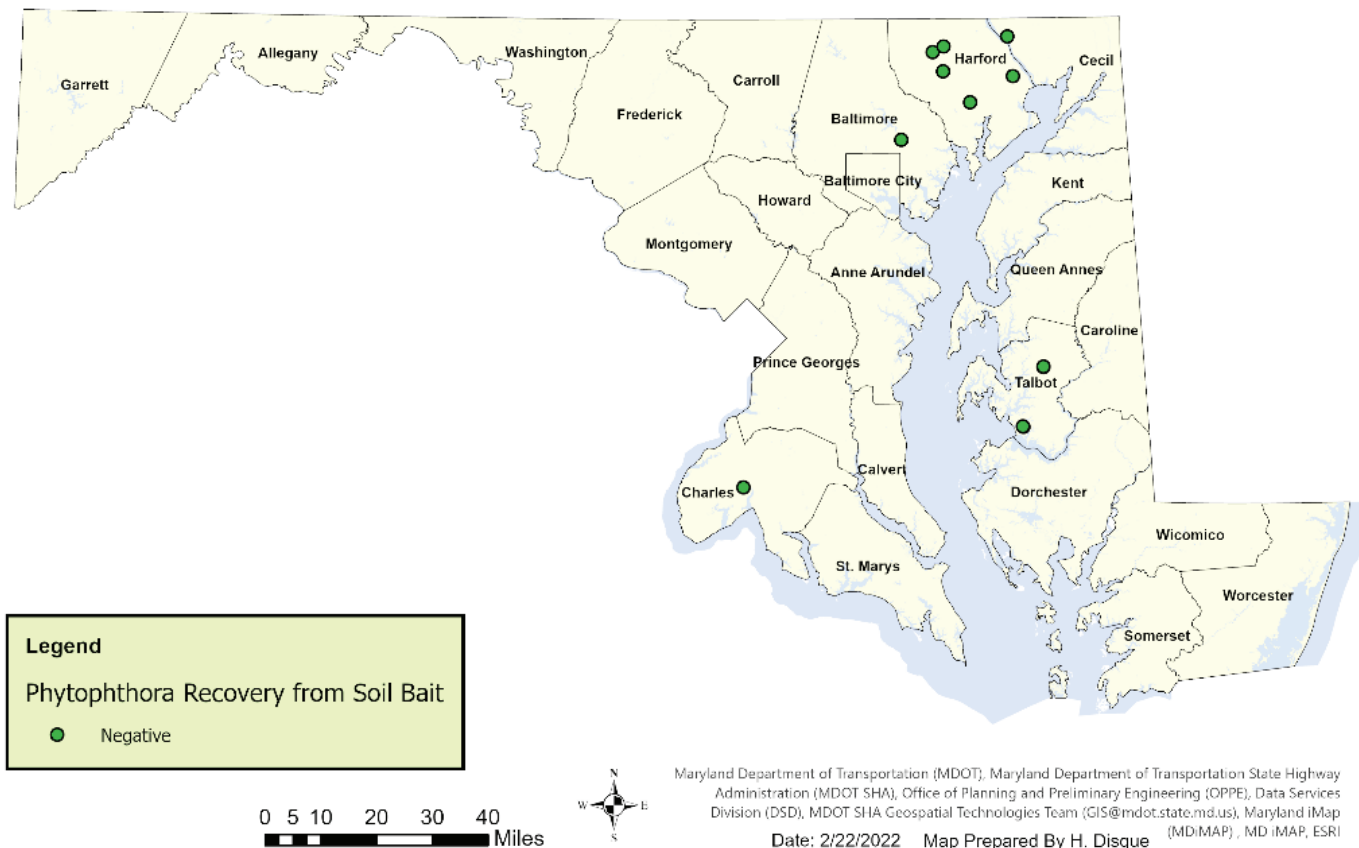 Garrett
Allegany
Washington
Frederick
Carroll
Baltimore
Harford
Cecil
Baltimore City
Howard
Kent
Montgomery
Anne Arundel
Queen Annes
Caroline
Prince Georges
Talbot
Calvert
Charles
Dorchester
St. Marys
Wicomico
Worcester
Somerset
Legend
Phytophthora Recovery from Soil Bait
Negative
0 5 10 20 30 40
Miles
N
W E
S
Maryland Department of Transportation (MDOT), Maryland Department of Transportation State Highway
Administration (MDOT SHA), Office of Planning and Preliminary Engineering (OPPE), Data Services
Division (DSD), MDOT SHA Geospatial Technologies Team (GIS@mdot.state.md.us), Maryland iMap
(MDiMAP) , MD iMAP, ESRI
Date: 2/22/2022 Map Prepared By H. Disque